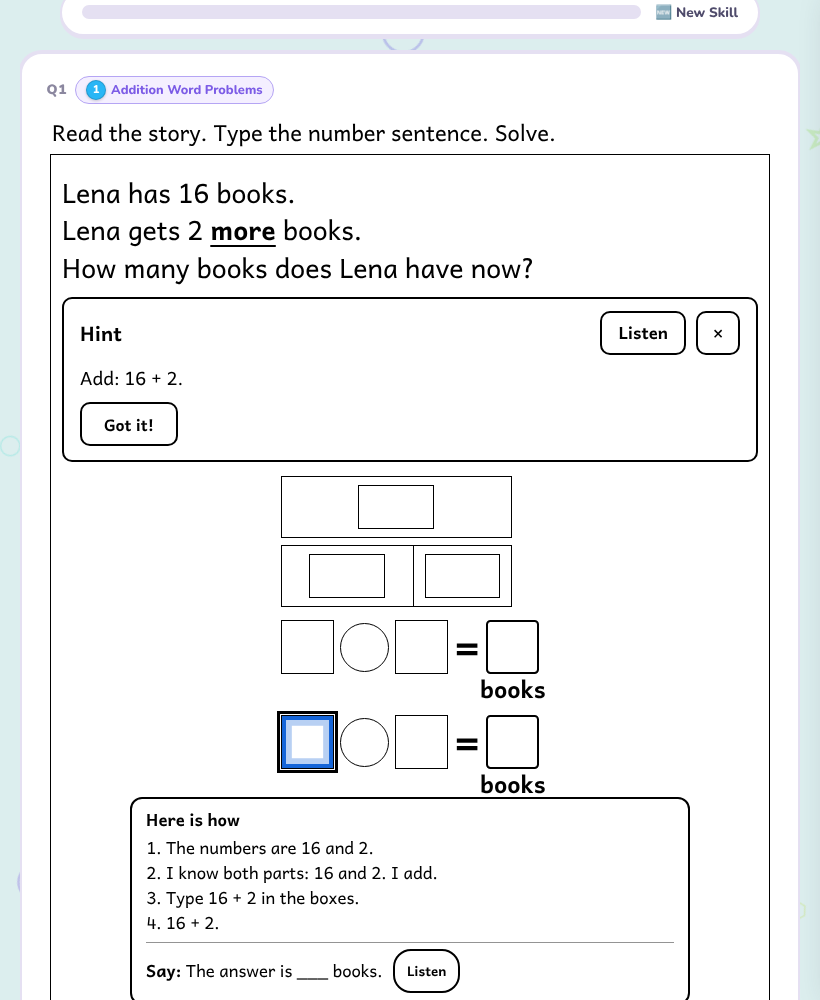 🆕 New Skill
Q1 1 Addition Word Problems
Read the story. Type the number sentence. Solve.
Lena has 16 books.
Lena gets 2 more books.
How many books does Lena have now?
Hint Listen ×
Add: 16 + 2.
Got it!
=
books
=
books
Here is how
1. The numbers are 16 and 2.
2. I know both parts: 16 and 2. I add.
3. Type 16 + 2 in the boxes.
4. 16 + 2.
Say: The answer is ___ books. Listen